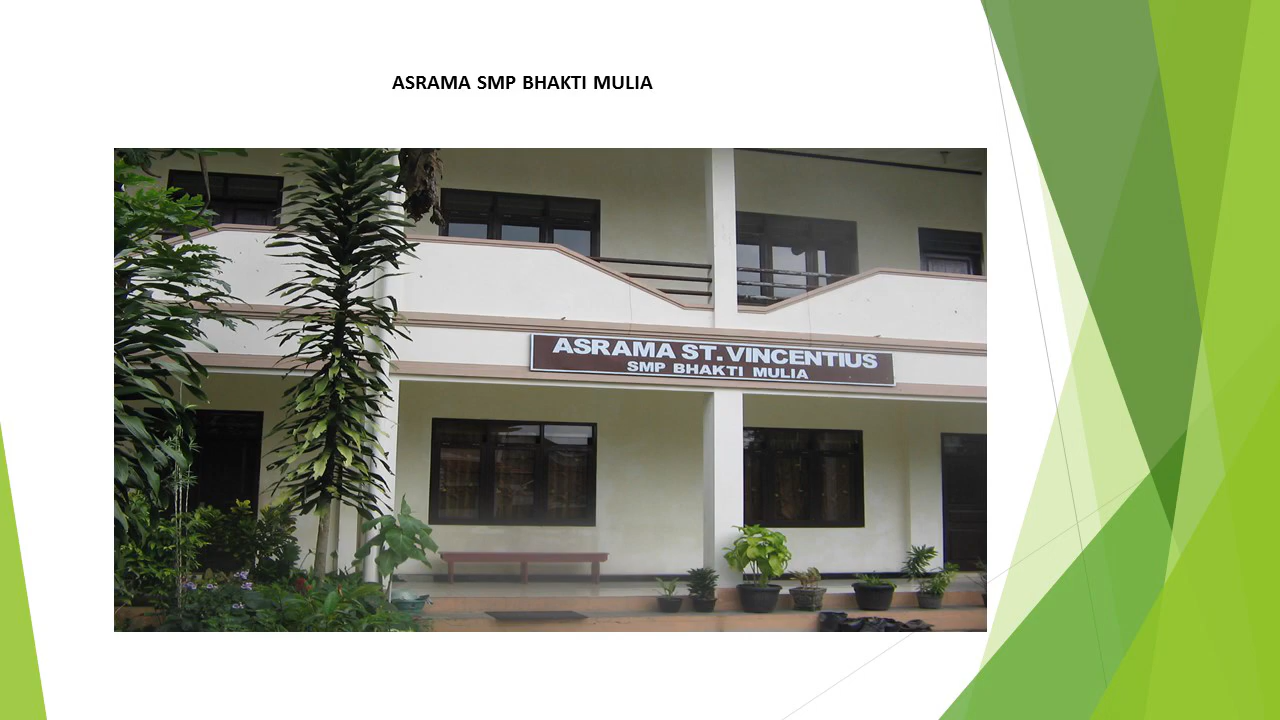 ASRAMA SMP BHAKTI MULIA
ASRAMA ST. VINCENTIUS
SMP BHAKTI MULIA